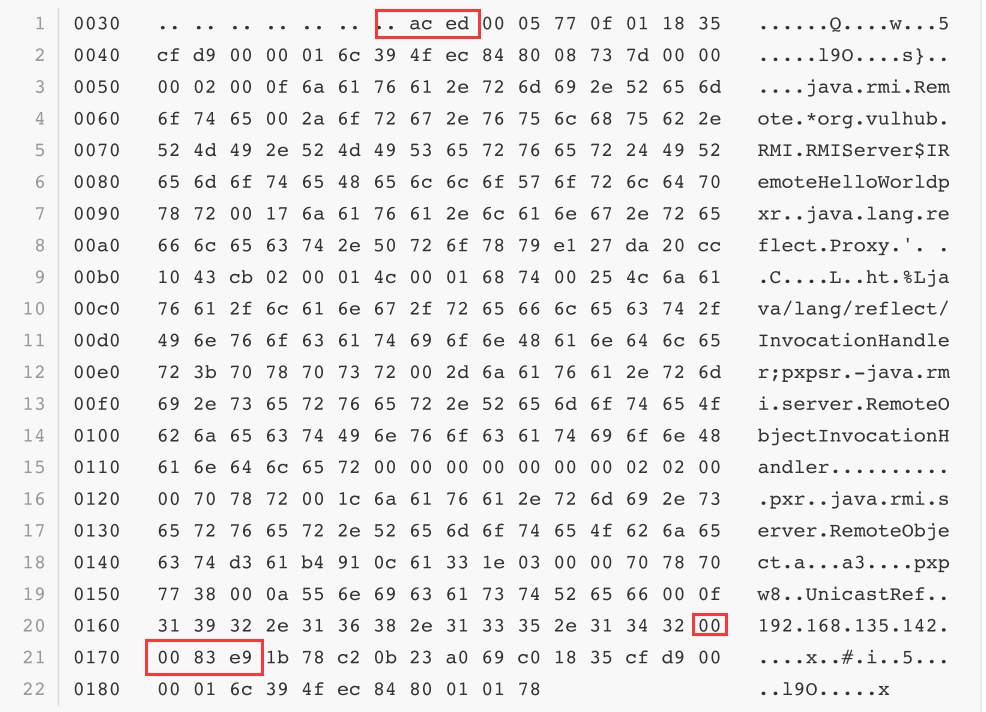 1 0030 .. .. .. .. .. .. .. ac ed 00 05 77 0f 01 18 35 ......Q....w...5
2 0040 cf d9 00 00 01 6c 39 4f ec 84 80 08 73 7d 00 00 .....l9O....s}..
3 0050 00 02 00 0f 6a 61 76 61 2e 72 6d 69 2e 52 65 6d ....java.rmi.Rem
4 0060 6f 74 65 00 2a 6f 72 67 2e 76 75 6c 68 75 62 2e ote.*org.vulhub.
5 0070 52 4d 49 2e 52 4d 49 53 65 72 76 65 72 24 49 52 RMI.RMIServer$IR
6 0080 65 6d 6f 74 65 48 65 6c 6c 6f 57 6f 72 6c 64 70 emoteHelloWorldp
7 0090 78 72 00 17 6a 61 76 61 2e 6c 61 6e 67 2e 72 65 xr..java.lang.re
8 00a0 66 6c 65 63 74 2e 50 72 6f 78 79 e1 27 da 20 cc flect.Proxy.'. .
9 00b0 10 43 cb 02 00 01 4c 00 01 68 74 00 25 4c 6a 61 .C....L..ht.%Lja
10 00c0 76 61 2f 6c 61 6e 67 2f 72 65 66 6c 65 63 74 2f va/lang/reflect/
11 00d0 49 6e 76 6f 63 61 74 69 6f 6e 48 61 6e 64 6c 65 InvocationHandle
12 00e0 72 3b 70 78 70 73 72 00 2d 6a 61 76 61 2e 72 6d r;pxpsr.-java.rm
13 00f0 69 2e 73 65 72 76 65 72 2e 52 65 6d 6f 74 65 4f i.server.RemoteO
14 0100 62 6a 65 63 74 49 6e 76 6f 63 61 74 69 6f 6e 48 bjectInvocationH
15 0110 61 6e 64 6c 65 72 00 00 00 00 00 00 00 02 02 00 andler..........
16 0120 00 70 78 72 00 1c 6a 61 76 61 2e 72 6d 69 2e 73 .pxr..java.rmi.s
17 0130 65 72 76 65 72 2e 52 65 6d 6f 74 65 4f 62 6a 65 erver.RemoteObje
18 0140 63 74 d3 61 b4 91 0c 61 33 1e 03 00 00 70 78 70 ct.a...a3....pxp
19 0150 77 38 00 0a 55 6e 69 63 61 73 74 52 65 66 00 0f w8..UnicastRef..
20 0160 31 39 32 2e 31 36 38 2e 31 33 35 2e 31 34 32 00 192.168.135.142.
21 0170 00 83 e9 1b 78 c2 0b 23 a0 69 c0 18 35 cf d9 00 ....x..#.i..5...
22 0180 00 01 6c 39 4f ec 84 80 01 01 78 ..l9O.....x